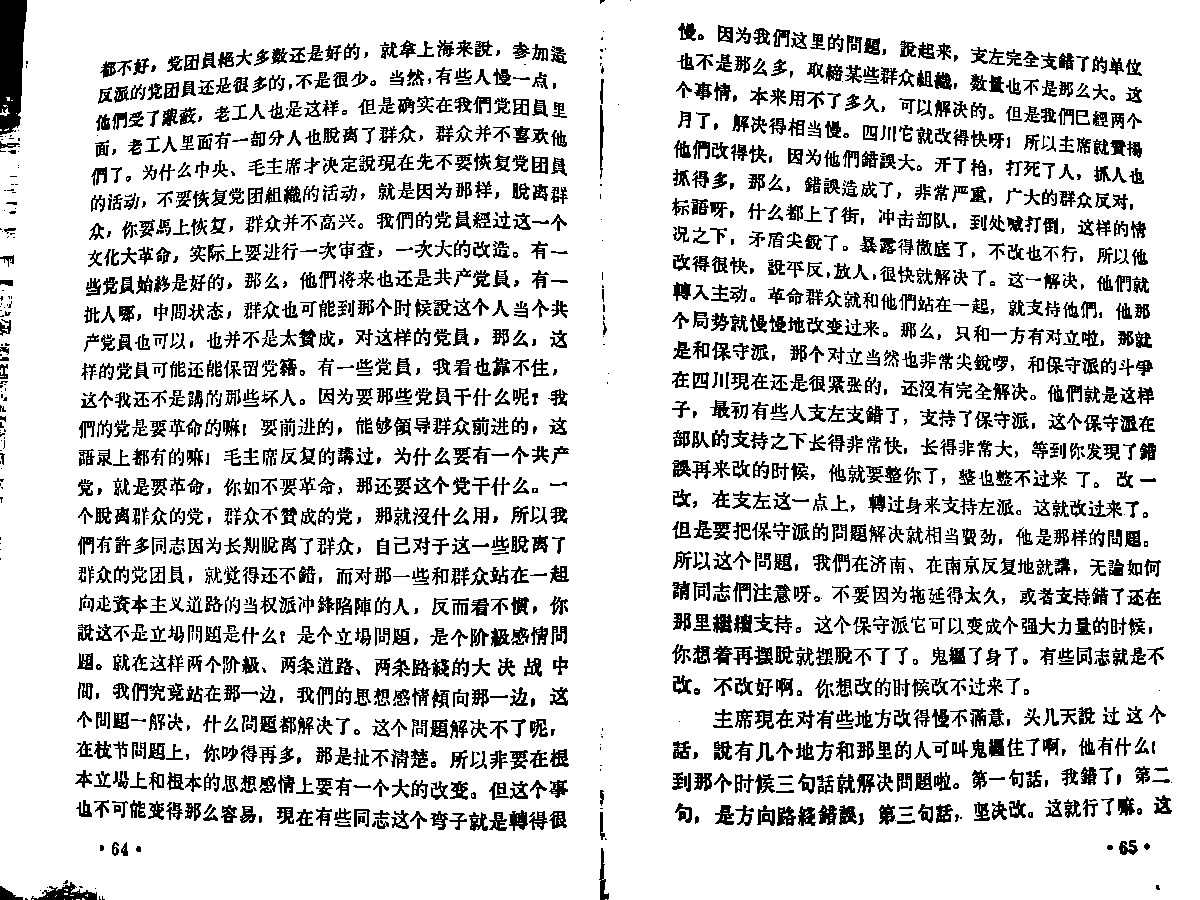 都不好，党团員絕大多数还是好的，就拿上海来說，参加造
反派的党团員还是很多的，不是很少。当然，有些人慢一点，
他們受了蒙蔽，老工人也是这样。但是确实在我們党团員里
面，老工人里面有一部分人也脫离了群众，群众并不喜欢他
們了。为什么中央、毛主席才决定說現在先不要恢复党团員
的活动，不要恢复党团組織的活动，就是因为那样，脫离群
众，你要馬上恢复，群众并不高兴。我們的党員經过这一个
文化大革命，实际上要进行一次审查，一次大的改造。有一
些党員始終是好的，那么，他們将来也还是共产党員，有一
批人哪，中間状态，群众也可能到那个时候說这个人当个共
产党員也可以，也并不是太贊成，对这样的党員，那么，这
样的党員可能还能保留党籍。有一些党員，我看也靠不住，
这个我还不是講的那些坏人。因为要那些党員干什么呢？我
們的党是要革命的嘛！要前进的，能够領导群众前进的，这
語录上都有的嘛！毛主席反复的講过，为什么要有一个共产
党，就是要革命，你如不要革命，那还要这个党干什么。一
个脫离群众的党，群众不贊成的党，那就沒什么用，所以我
們有許多同志因为长期脫离了群众，自己对于这一些脫离了
群众的党团員，就觉得还不錯，而对那一些和群众站在一起
向走資本主义道路的当权派冲鋒陷陣的人，反而看不慣，你
說这不是立場問題是什么？是个立場問題，是个阶級感情問
題。就在这样两个阶級、两条道路、两条路綫的大决战中
間，我們究竟站在那一边，我們的思想感情傾向那一边，这
个問題一解决，什么問題都解决了。这个問題解决不了呢，
在枝节問題上，你吵得再多，那是扯不清楚。所以非要在根
本立場上和根本的思想感情上要有一个大的改变。但这个事
也不可能变得那么容易，現在有些同志这个弯子就是轉得很
·64·
慢。因为我們这里的問題，說起来，支左完全支錯了的单位
也不是那么多，取締某些群众組織，数量也不是那么大。这
个事情，本来用不了多久，可以解决的。但是我們已經两个
月了，解决得相当慢。四川它就改得快呀！所以主席就贊揚
他們改得快，因为他們錯誤大。开了枪，打死了人，抓人也
抓得多，那么，錯誤造成了，非常严重，广大的群众反对，
标語呀，什么都上了街，冲击部队，到处喊打倒，这样的情
况之下，矛盾尖銳了。暴露得徹底了，不改也不行，所以他
改得很快，說平反，放人，很快就解决了。这一解决，他們就
轉入主动。革命群众就和他們站在一起，就支持他們，他那
个局势就慢慢地改变过来。那么，只和一方有对立啦，那就
是和保守派，那个对立当然也非常尖銳啰，和保守派的斗爭
在四川現在还是很紧张的，还沒有完全解决。他們就是这样
子，最初有些人支左支錯了，支持了保守派，这个保守派在
部队的支持之下长得非常快，长得非常大，等到你发現了錯
誤再来改的时候，他就要整你了，整也整不过来了。改一
改，在支左这一点上，轉过身来支持左派。这就改过来了。
但是要把保守派的問題解决就相当費劲，他是那样的問題。
所以这个問題，我們在济南、在南京反复地就講，无論如何
請同志們注意呀。不要因为拖延得太久，或者支持錯了还在
那里繼續支持。这个保守派它可以变成个强大力量的时候，
你想着再摆脫就摆脫不了了。鬼纒了身了。有些同志就是不
改。不改好啊。你想改的时候改不过来了。
主席現在对有些地方改得慢不滿意，头几天說过这个
話，說有几个地方和那里的人可叫鬼纒住了啊，他有什么！
到那个时候三句話就解决問題啦。第一句話，我錯了；第二
句，是方向路綫錯誤；第三句話，坚决改。这就行了嘛。这
·65·